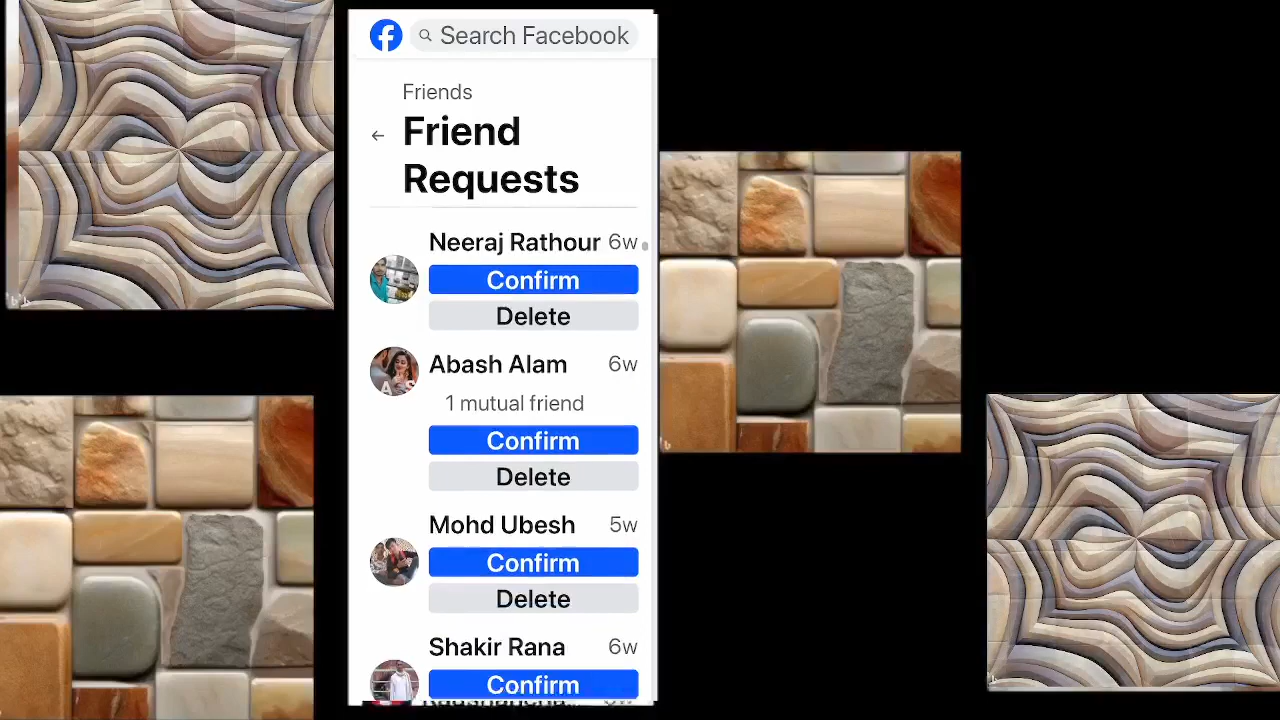 Search Facebook
Friends
Friend
Requests
Neeraj Rathour 6w
Confirm
Delete
Abash Alam 6w
1 mutual friend
Confirm
Delete
Mohd Ubesh 5w
Confirm
Delete
Shakir Rana 6w
Confirm